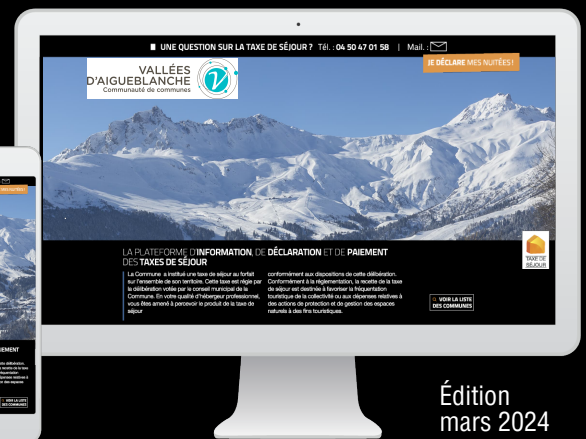 UNE QUESTION SUR LA TAXE DE SÉJOUR ? Tél. : 04 50 47 01 58 | Mail. :
JE DÉCLARE MES NUITÉES !
VALLÉES
D'AIGUEBLANCHE
Communauté de communes
LA PLATEFORME D'INFORMATION, DE DÉCLARATION ET DE PAIEMENT
DES TAXES DE SÉJOUR
La Commune a institué une taxe de séjour au forfait
sur l'ensemble de son territoire. Cette taxe est régie par
la délibération votée par le conseil municipal de la
Commune. En votre qualité d'hébergeur professionnel,
vous êtes amené à percevoir le produit de la taxe de
séjour
conformément aux dispositions de cette délibération.
Conformément à la réglementation, la recette de la taxe
de séjour est destinée à favoriser la fréquentation
touristique de la collectivité ou aux dépenses relatives à
des actions de protection et de gestion des espaces
naturels à des fins touristiques.
TAXE DE
SÉJOUR
VOIR LA LISTE
DES COMMUNES
EMENT
VOIR LA LISTE
DES COMMUNES
Édition
mars 2024